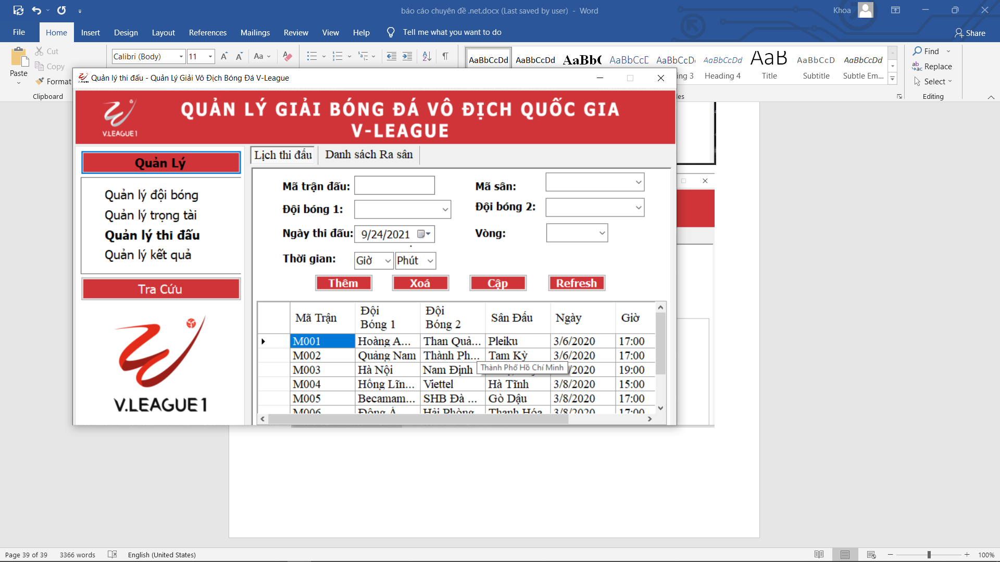 báo cáo chuyên đề .net.docx (Last saved by user) - Word
Khoa
File Home Insert Design Layout References Mailings Review View Help Tell me what you want to do Share
Paste
Cut
Copy
Format
Clipboard
Calibri (Body) 11
Aa
AaBbCcDd AaBbCcDd AaBb( AaBbCcD AaBbCcDd AaBbCcDd AaB AaBbCcD AaBbCcDd
ing 3 Heading 4 Title Subtitle Subtle Em...
les
Find
Replace
Select
Editing
Quản lý thi đấu - Quản Lý Giải Vô Địch Bóng Đá V-League
V.LEAGUE1
QUẢN LÝ GIẢI BÓNG ĐÁ VÔ ĐỊCH QUỐC GIA
V-LEAGUE
Quản Lý
Quản lý đội bóng
Quản lý trọng tài
Quản lý thi đấu
Quản lý kết quả
Tra Cứu
V.LEAGUE1
Lịch thi đấu Danh sách Ra sân
Mã trận đấu: Mã sân:
Đội bóng 1: Đội bóng 2:
Ngày thi đấu: 9/24/2021 Vòng:
Thời gian: Giờ Phút
Thêm Xoá Cập Refresh
Mã Trận Đội Bóng 1 Đội Bóng 2 Sân Đấu Ngày Giờ
M001 Hoàng A... Than Quả... Pleiku 3/6/2020 17:00
M002 Quảng Nam Thành Ph... Tam Kỳ 3/6/2020 17:00
Thành Phố Hồ Chí Minh
M003 Hà Nội Nam Định /2020 19:00
M004 Hồng Lĩn... Viettel Hà Tĩnh 3/8/2020 15:00
M005 Becamam... SHB Đà ... Gò Dậu 3/8/2020 17:00
M006 Đông Á Hải Phòng Thanh Hóa 3/8/2020 17:00
Page 39 of 39 3366 words English (United States) 100%